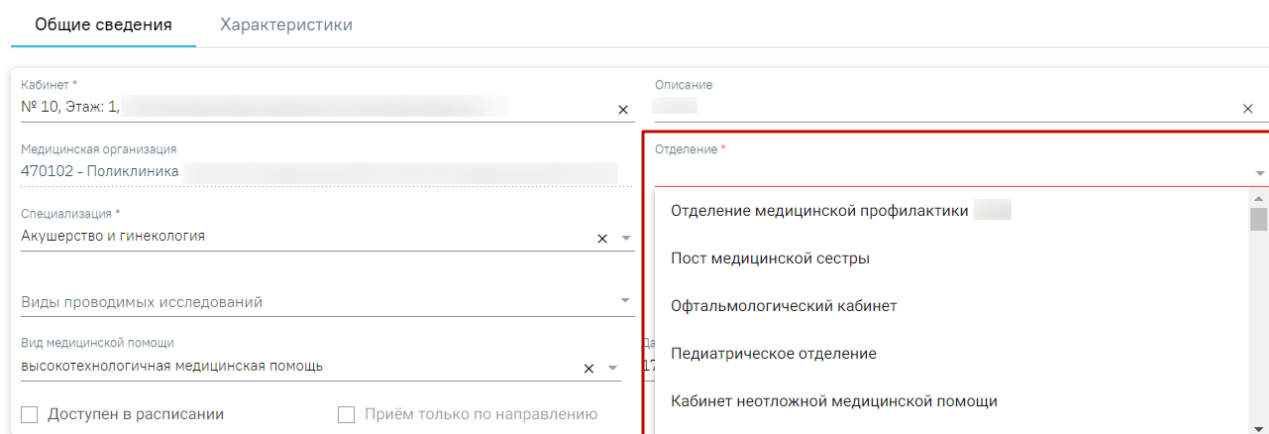 Общие сведения
Характеристики
Кабинет *
№ 10, Этаж: 1,
Описание
Медицинская организация
470102 - Поликлиника
Отделение *
Специализация *
Акушерство и гинекология
Отделение медицинской профилактики
Пост медицинской сестры
Виды проводимых исследований
Офтальмологический кабинет
Вид медицинской помощи
высокотехнологичная медицинская помощь
Педиатрическое отделение
Доступен в расписании
Приём только по направлению
Кабинет неотложной медицинской помощи